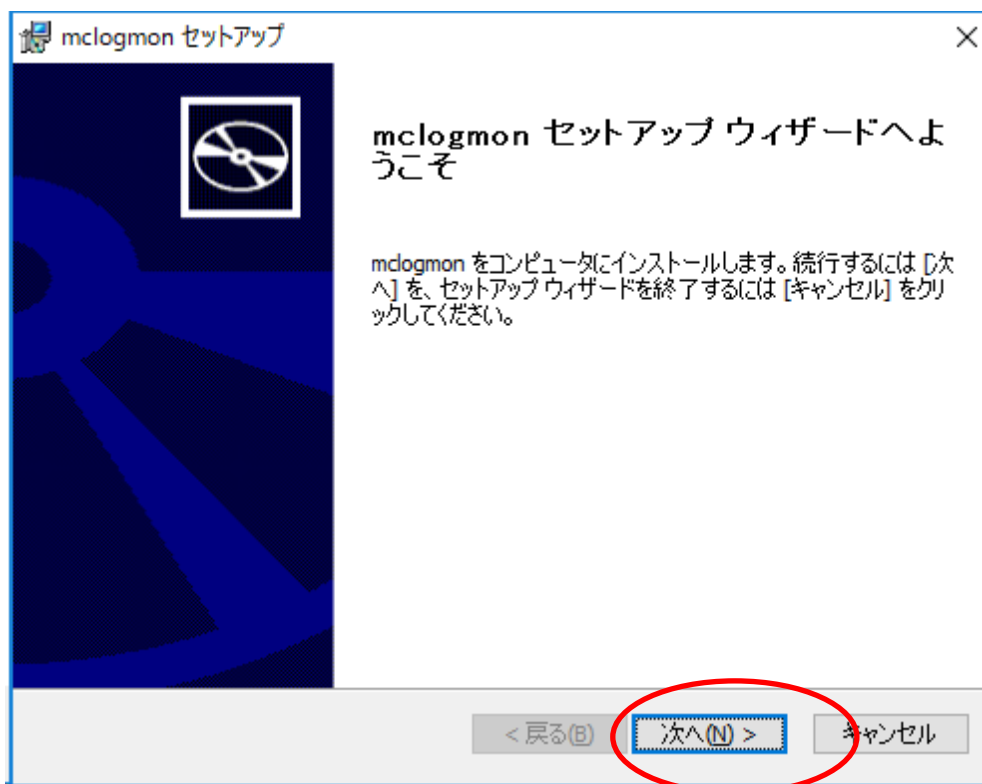 mclogmon セットアップ
mclogmon セットアップ ウィザードへよ
うこそ
mclogmon をコンピュータにインストールします。続行するには [次
へ] を、セットアップ ウィザードを終了するには [キャンセル] をクリ
ックしてください。
< 戻る(B) 次へ(N) > キャンセル